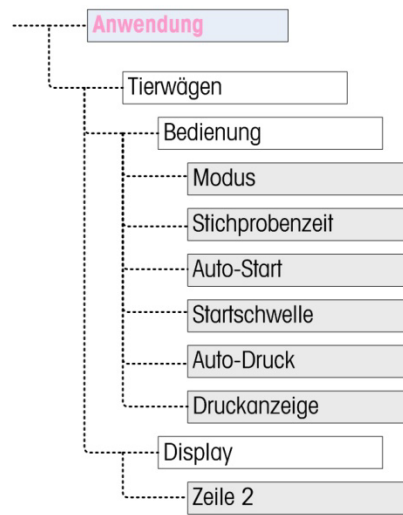 Anwendung
Tierwägen
Bedienung
Modus
Stichprobenzeit
Auto-Start
Startschwelle
Auto-Druck
Druckanzeige
Display
Zeile 2